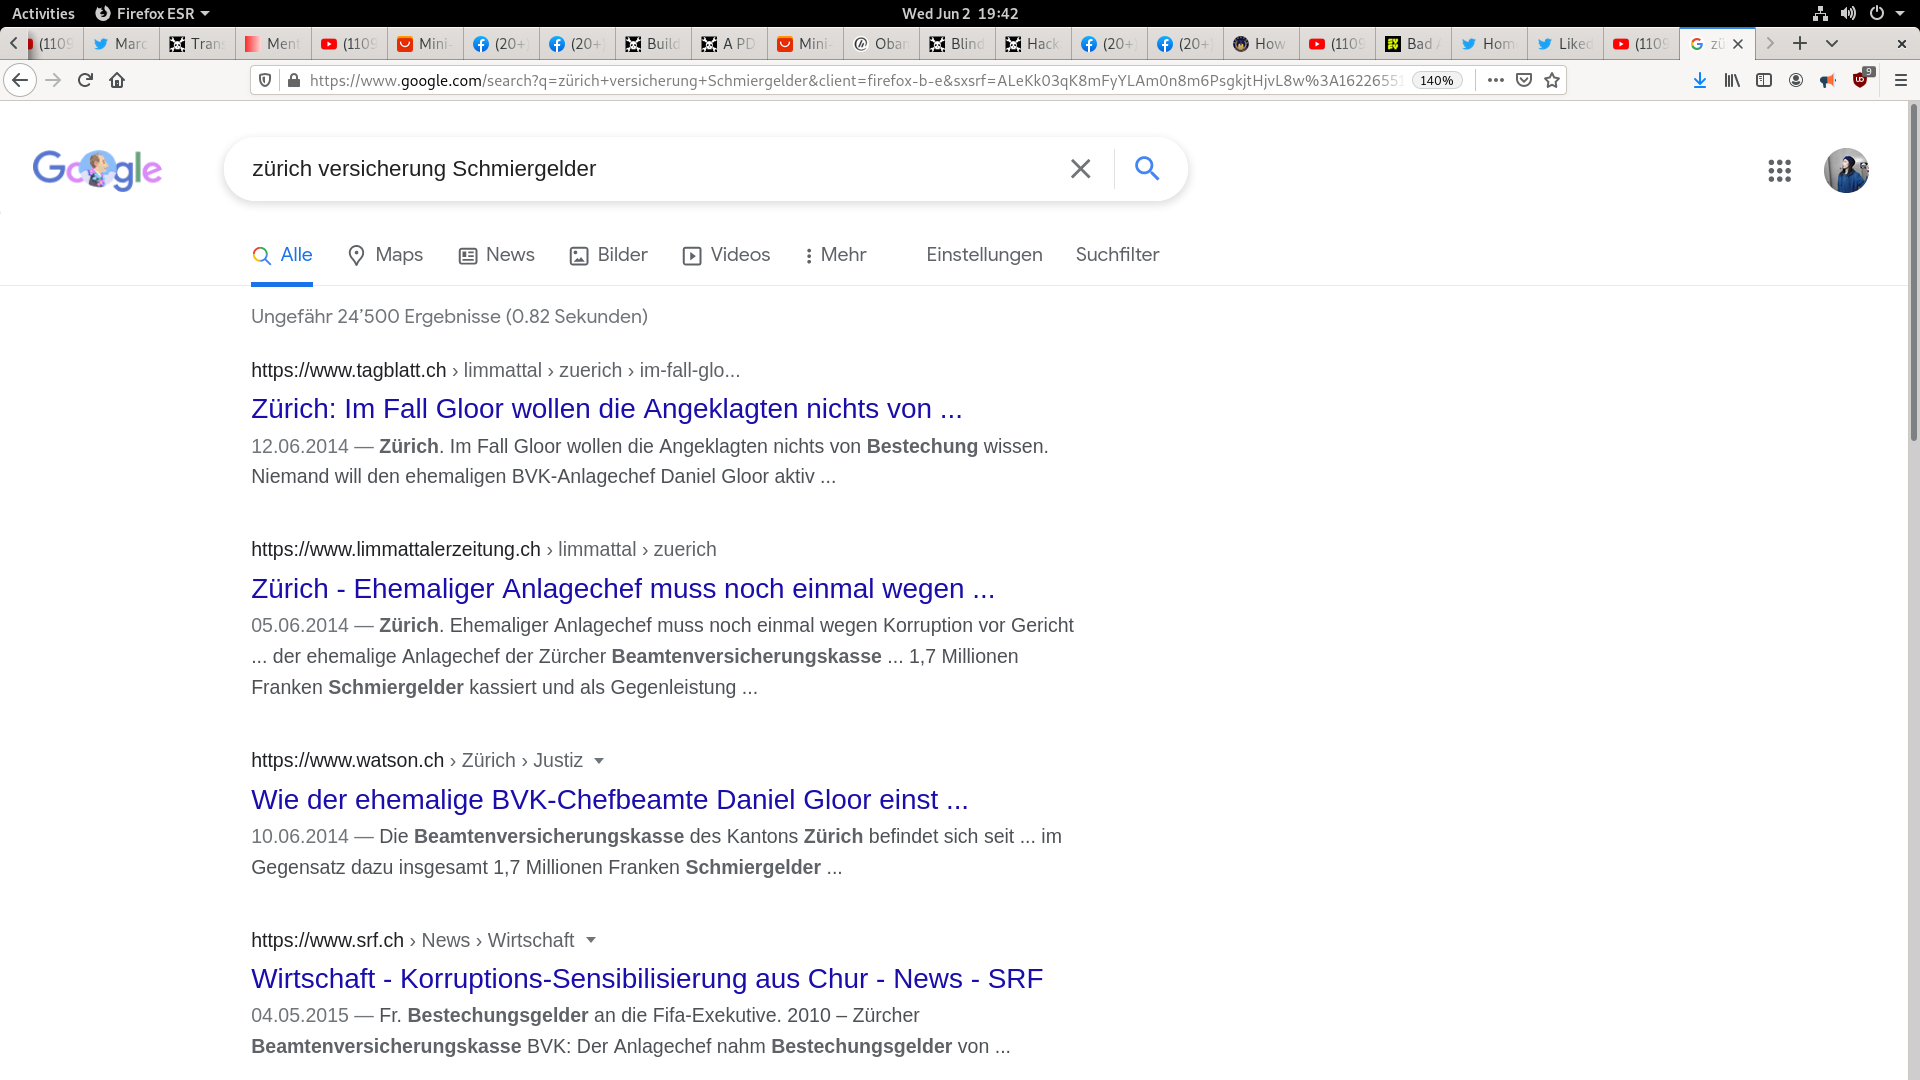 Activities Firefox ESR Wed Jun 2 19:42
(1109 Marc Tran Ment (1109 Mini- (20+) (20+) Build A PD Mini- Oban Blind Hack (20+) (20+) How (1109 Bad A Hom Liked (1109 zü
https://www.google.com/search?q=zürich+versicherung+Schmiergelder&client=firefox-b-e&sxsrf=ALeKk03qK8mFyYLAm0n8m6PsgkjtHjvL8w%3A16226551 140% 9
Google zürich versicherung Schmiergelder
Alle Maps News Bilder Videos Mehr Einstellungen Suchfilter
Ungefähr 24’500 Ergebnisse (0.82 Sekunden)
https://www.tagblatt.ch › limmattal › zuerich › im-fall-glo...
Zürich: Im Fall Gloor wollen die Angeklagten nichts von ...
12.06.2014 — Zürich. Im Fall Gloor wollen die Angeklagten nichts von Bestechung wissen.
Niemand will den ehemaligen BVK-Anlagechef Daniel Gloor aktiv ...
https://www.limmattalerzeitung.ch › limmattal › zuerich
Zürich - Ehemaliger Anlagechef muss noch einmal wegen ...
05.06.2014 — Zürich. Ehemaliger Anlagechef muss noch einmal wegen Korruption vor Gericht
... der ehemalige Anlagechef der Zürcher Beamtenversicherungskasse ... 1,7 Millionen
Franken Schmiergelder kassiert und als Gegenleistung ...
https://www.watson.ch › Zürich › Justiz
Wie der ehemalige BVK-Chefbeamte Daniel Gloor einst ...
10.06.2014 — Die Beamtenversicherungskasse des Kantons Zürich befindet sich seit ... im
Gegensatz dazu insgesamt 1,7 Millionen Franken Schmiergelder ...
https://www.srf.ch › News › Wirtschaft
Wirtschaft - Korruptions-Sensibilisierung aus Chur - News - SRF
04.05.2015 — Fr. Bestechungsgelder an die Fifa-Exekutive. 2010 – Zürcher
Beamtenversicherungskasse BVK: Der Anlagechef nahm Bestechungsgelder von ...